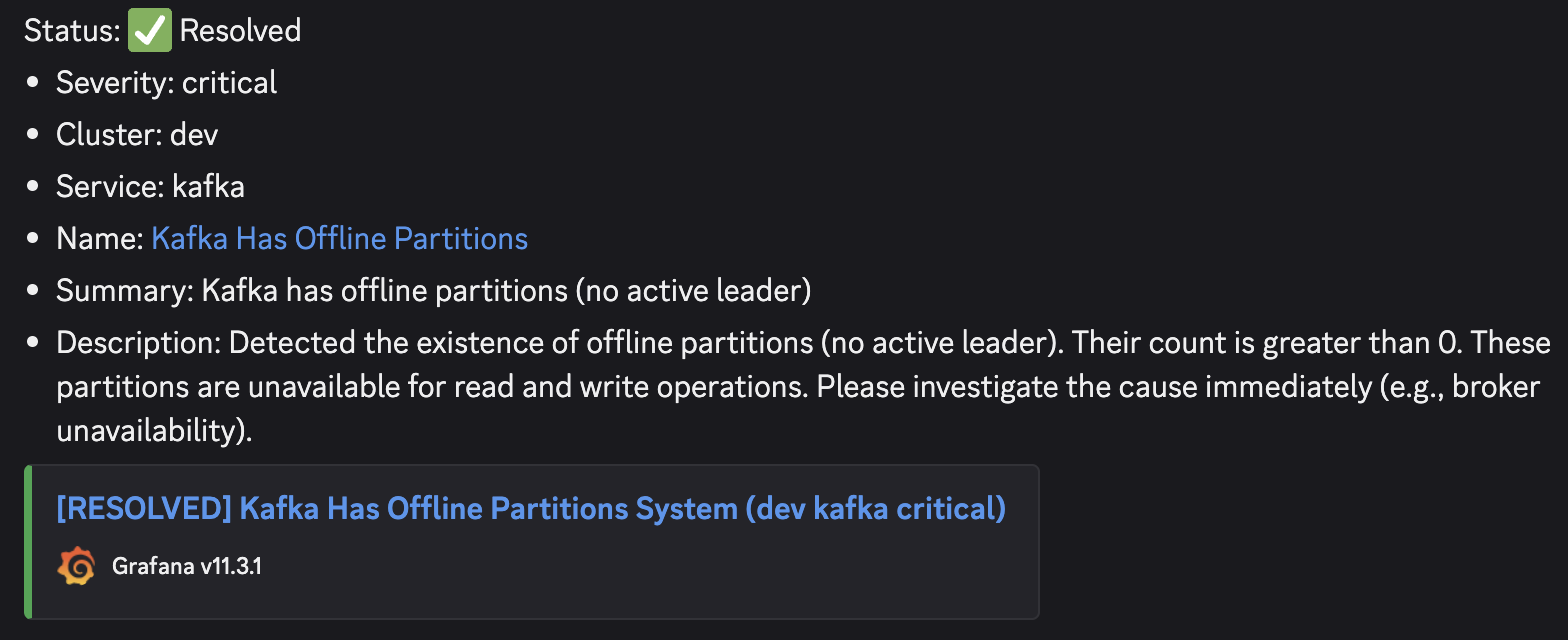 Status: ✅ Resolved
• Severity: critical
• Cluster: dev
• Service: kafka
• Name: Kafka Has Offline Partitions
• Summary: Kafka has offline partitions (no active leader)
• Description: Detected the existence of offline partitions (no active leader). Their count is greater than 0. These
partitions are unavailable for read and write operations. Please investigate the cause immediately (e.g., broker
unavailability).
[RESOLVED] Kafka Has Offline Partitions System (dev kafka critical)
Grafana v11.3.1